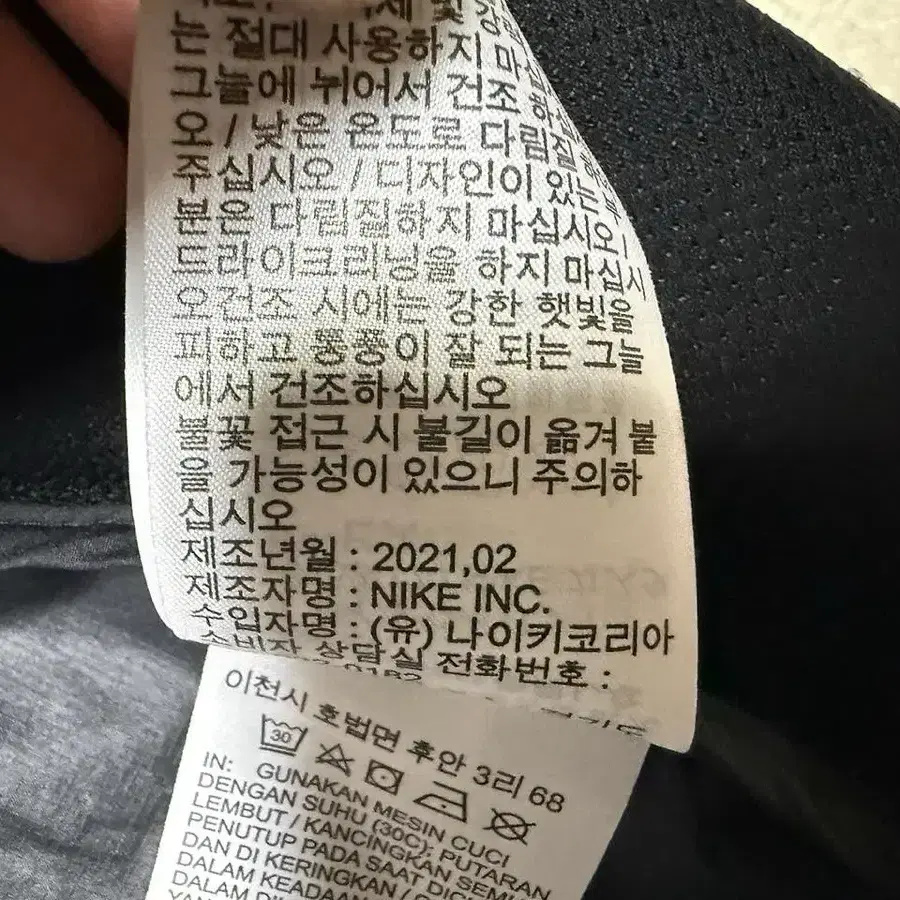 는 절대 사용하지 마십
그늘에 뉘어서 건조 하십
오 / 낮은 온도로 다림질
주십시오 / 디자인이 있는
분은 다림질하지 마십시오 /
드라이크리닝을 하지 마십시
오건조 시에는 강한 햇빛을
피하고 통풍이 잘 되는 그늘
에서 건조하십시오
불꽃 접근 시 불길이 옮겨 붙
을 가능성이 있으니 주의하
십시오
제조년월 : 2021,02
제조자명 : NIKE INC.
수입자명 : (유) 나이키코리아
소비자 상담실 전화번호 :
이천시 호법면 후안 3리 68
30
IN: GUNAKAN MESIN CUCI
DENGAN SUHU (30C): PUTARAN
LEMBUT / KANCINGKAN SEMUA
PENUTUP PADA SAAT DICUCI
DAN DI KERINGKAN /
DALAM KEADAAN
DALAM